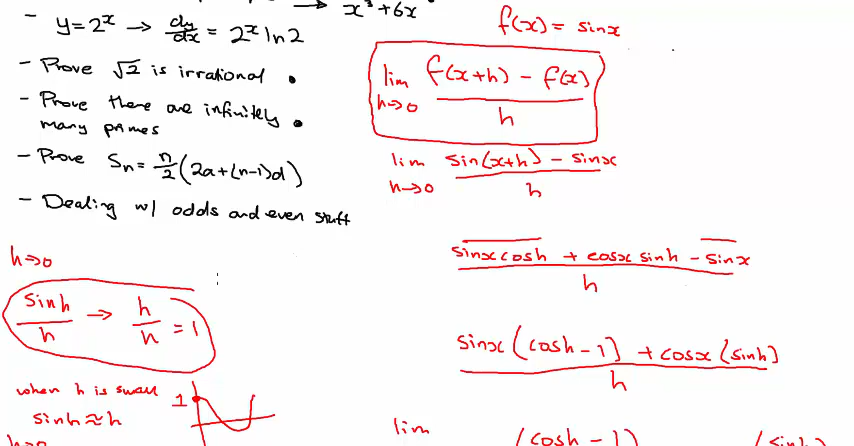 → x³ + 6x
- y = 2ˣ → dy/dx = 2ˣ ln2
- Prove √2 is irrational •
- Prove there are infinitely •
many primes
- Prove Sn = n/2 (2a + (n-1)d)
- Dealing w/ odds and even stuff
h→0
sinh/h → h/h = 1
when h is small
sinh ≈ h
1
h→0
f(x) = sinx
lim h→0 (f(x+h) - f(x))/h
lim h→0 (sin(x+h) - sinx)/h
(sinx cosh + cosx sinh - sinx)/h
(sinx (cosh - 1) + cosx (sinh))/h
lim (cosh - 1) (sinh)